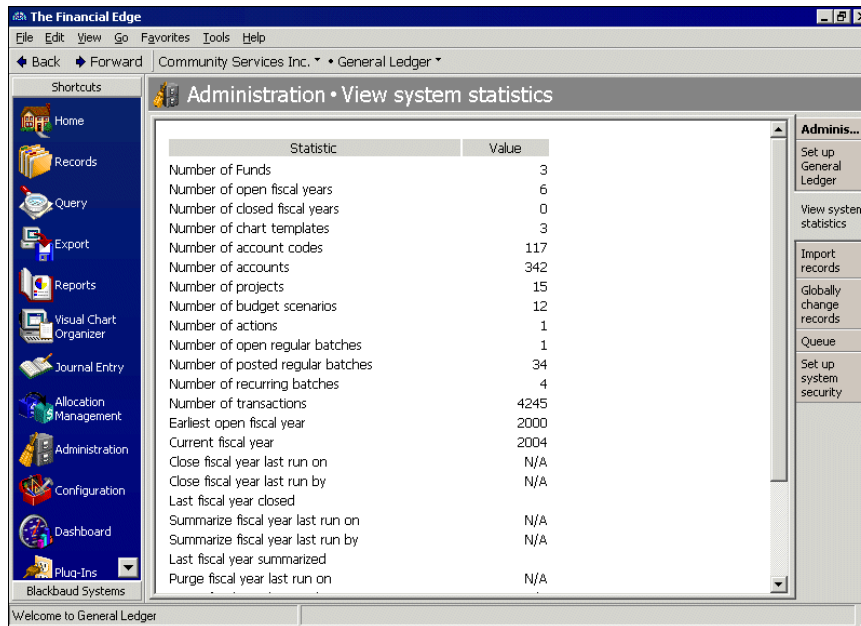 The Financial Edge
File Edit View Go Favorites Tools Help
Back Forward Community Services Inc. • General Ledger
Shortcuts
Home
Records
Query
Export
Reports
Visual Chart
Organizer
Journal Entry
Allocation
Management
Administration
Configuration
Dashboard
Plug-Ins
Blackbaud Systems
Administration • View system statistics
Statistic Value
Number of Funds 3
Number of open fiscal years 6
Number of closed fiscal years 0
Number of chart templates 3
Number of account codes 117
Number of accounts 342
Number of projects 15
Number of budget scenarios 12
Number of actions 1
Number of open regular batches 1
Number of posted regular batches 34
Number of recurring batches 4
Number of transactions 4245
Earliest open fiscal year 2000
Current fiscal year 2004
Close fiscal year last run on N/A
Close fiscal year last run by N/A
Last fiscal year closed
Summarize fiscal year last run on N/A
Summarize fiscal year last run by N/A
Last fiscal year summarized
Purge fiscal year last run on N/A
Adminis...
Set up
General
Ledger
View system
statistics
Import
records
Globally
change
records
Queue
Set up
system
security
Welcome to General Ledger